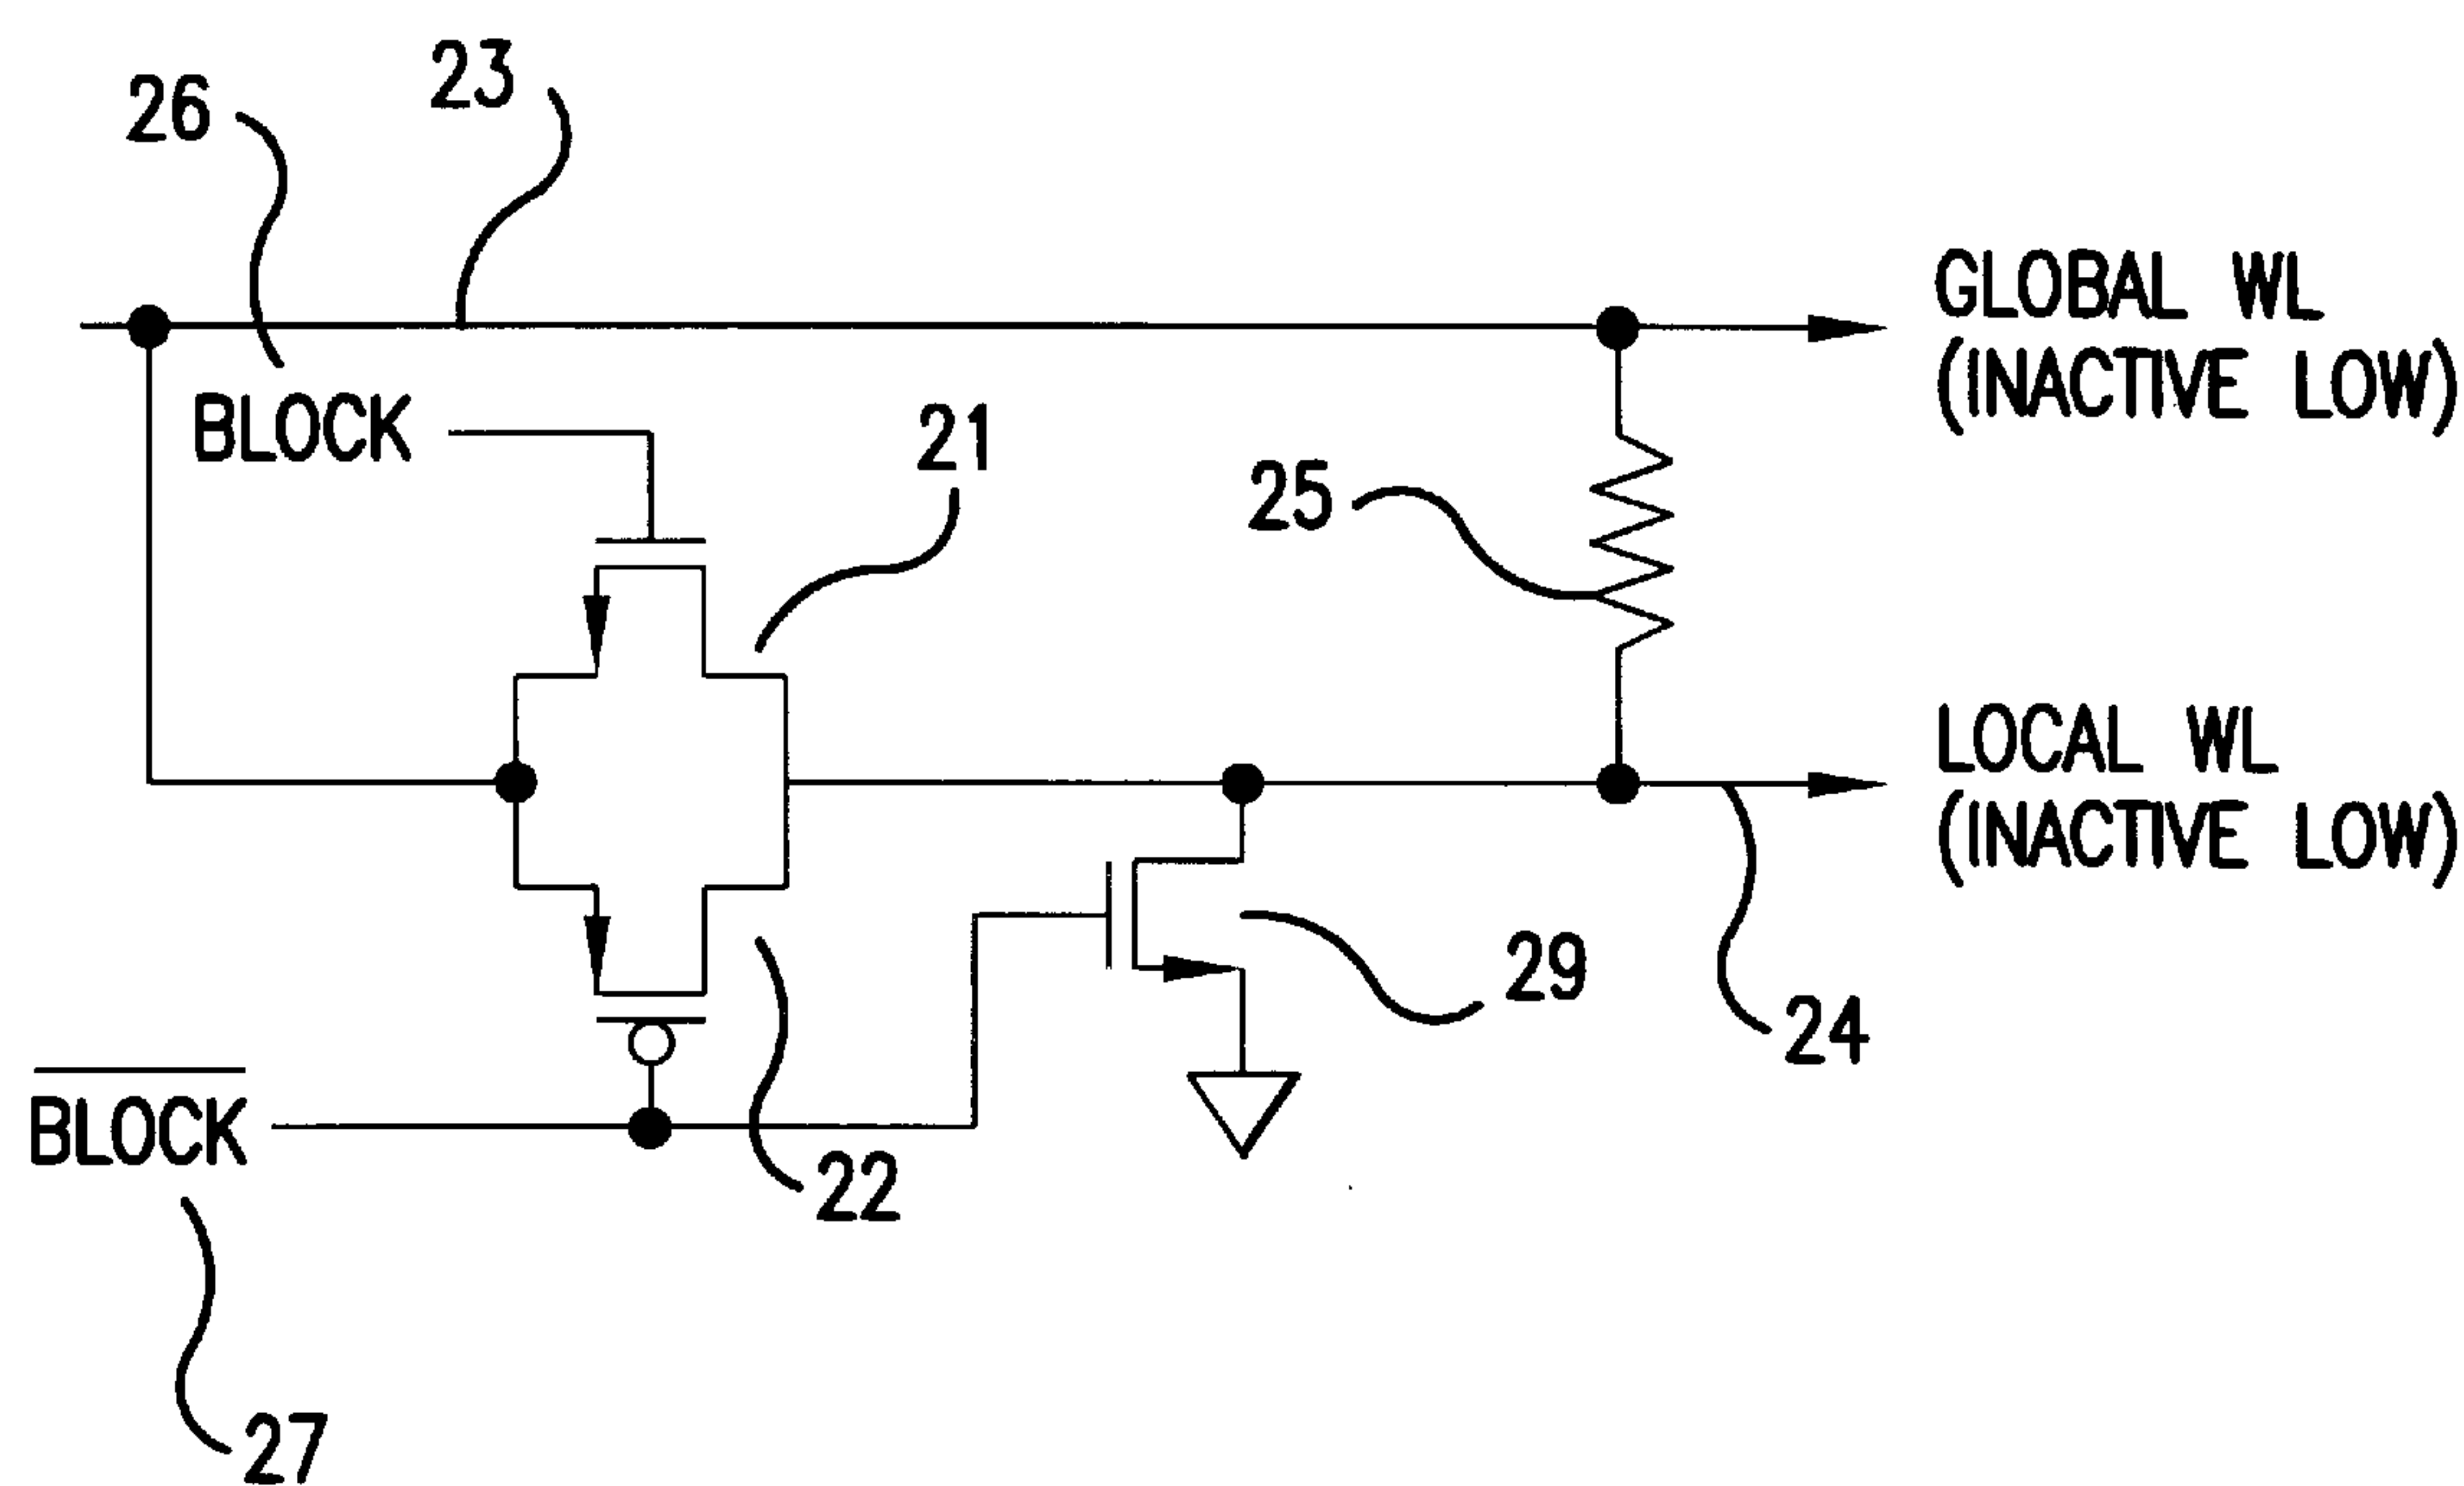 26
23
GLOBAL WL
(INACTIVE LOW)
BLOCK
21
25
LOCAL WL
(INACTIVE LOW)
29
24
BLOCK
22
27